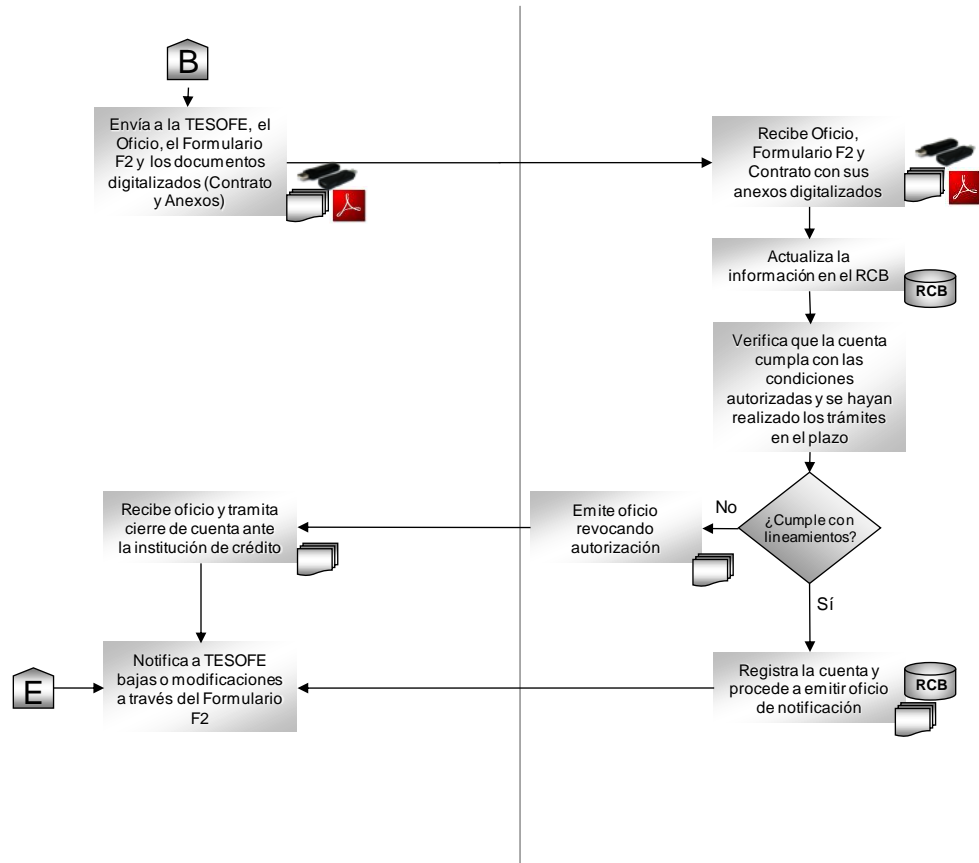 B
Envía a la TESOFE, el
Oficio, el Formulario
F2 y los documentos
digitalizados (Contrato
y Anexos)
Recibe Oficio,
Formulario F2 y
Contrato con sus
anexos digitalizados
Actualiza la
información en el RCB
RCB
Verifica que la cuenta
cumpla con las
condiciones
autorizadas y se hayan
realizado los trámites
en el plazo
¿Cumple con
lineamientos?
No
Emite oficio
revocando
autorización
Recibe oficio y tramita
cierre de cuenta ante
la institución de crédito
Sí
Registra la cuenta y
procede a emitir oficio
de notificación
RCB
Notifica a TESOFE
bajas o modificaciones
a través del Formulario
F2
E